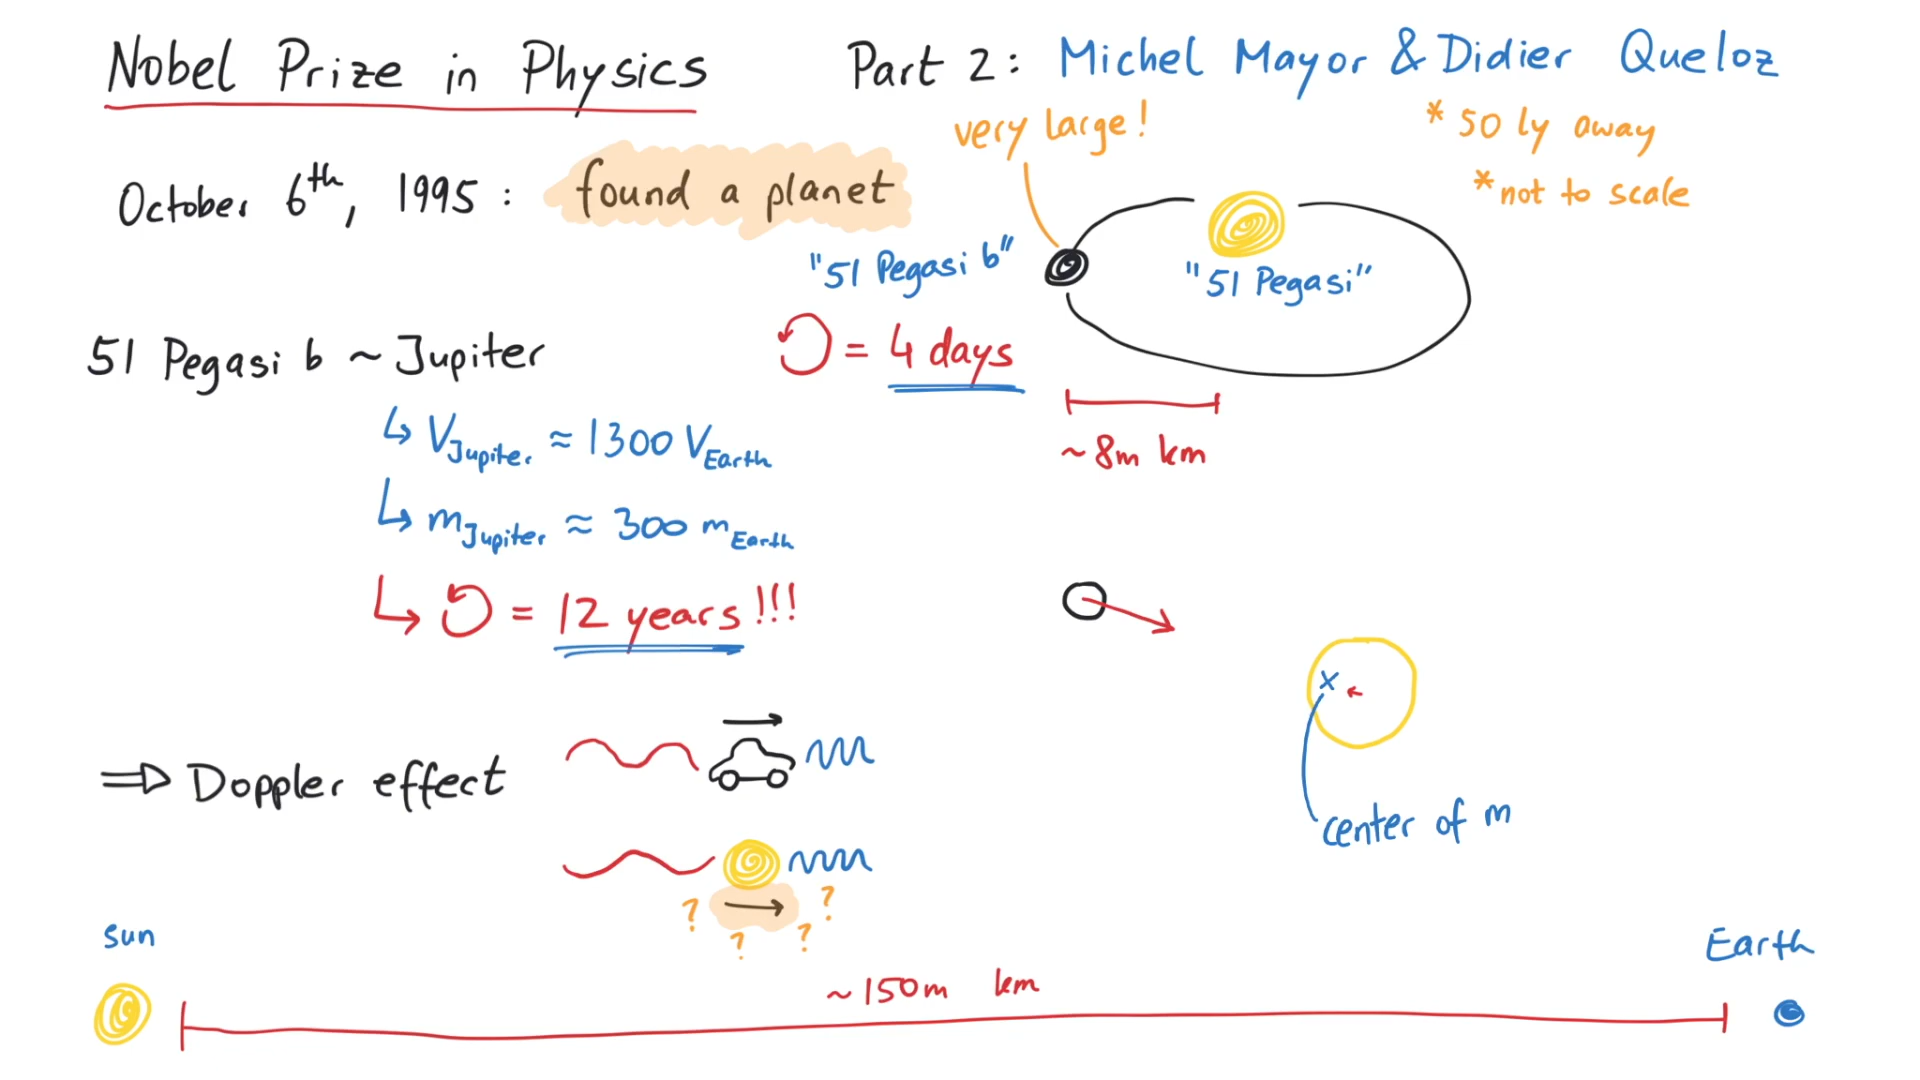 Nobel Prize in Physics
Part 2: Michel Mayor & Didier Queloz
very large!
* 50 ly away
* not to scale
October 6th, 1995 : found a planet
"51 Pegasi b"
"51 Pegasi"
= 4 days
51 Pegasi b ~ Jupiter
~ 8m km
↳ VJupiter ≈ 1300 VEarth
↳ mJupiter ≈ 300 mEarth
↳ = 12 years!!!
x
center of m
⇒ Doppler effect
? ? ? ?
sun
Earth
~150m km